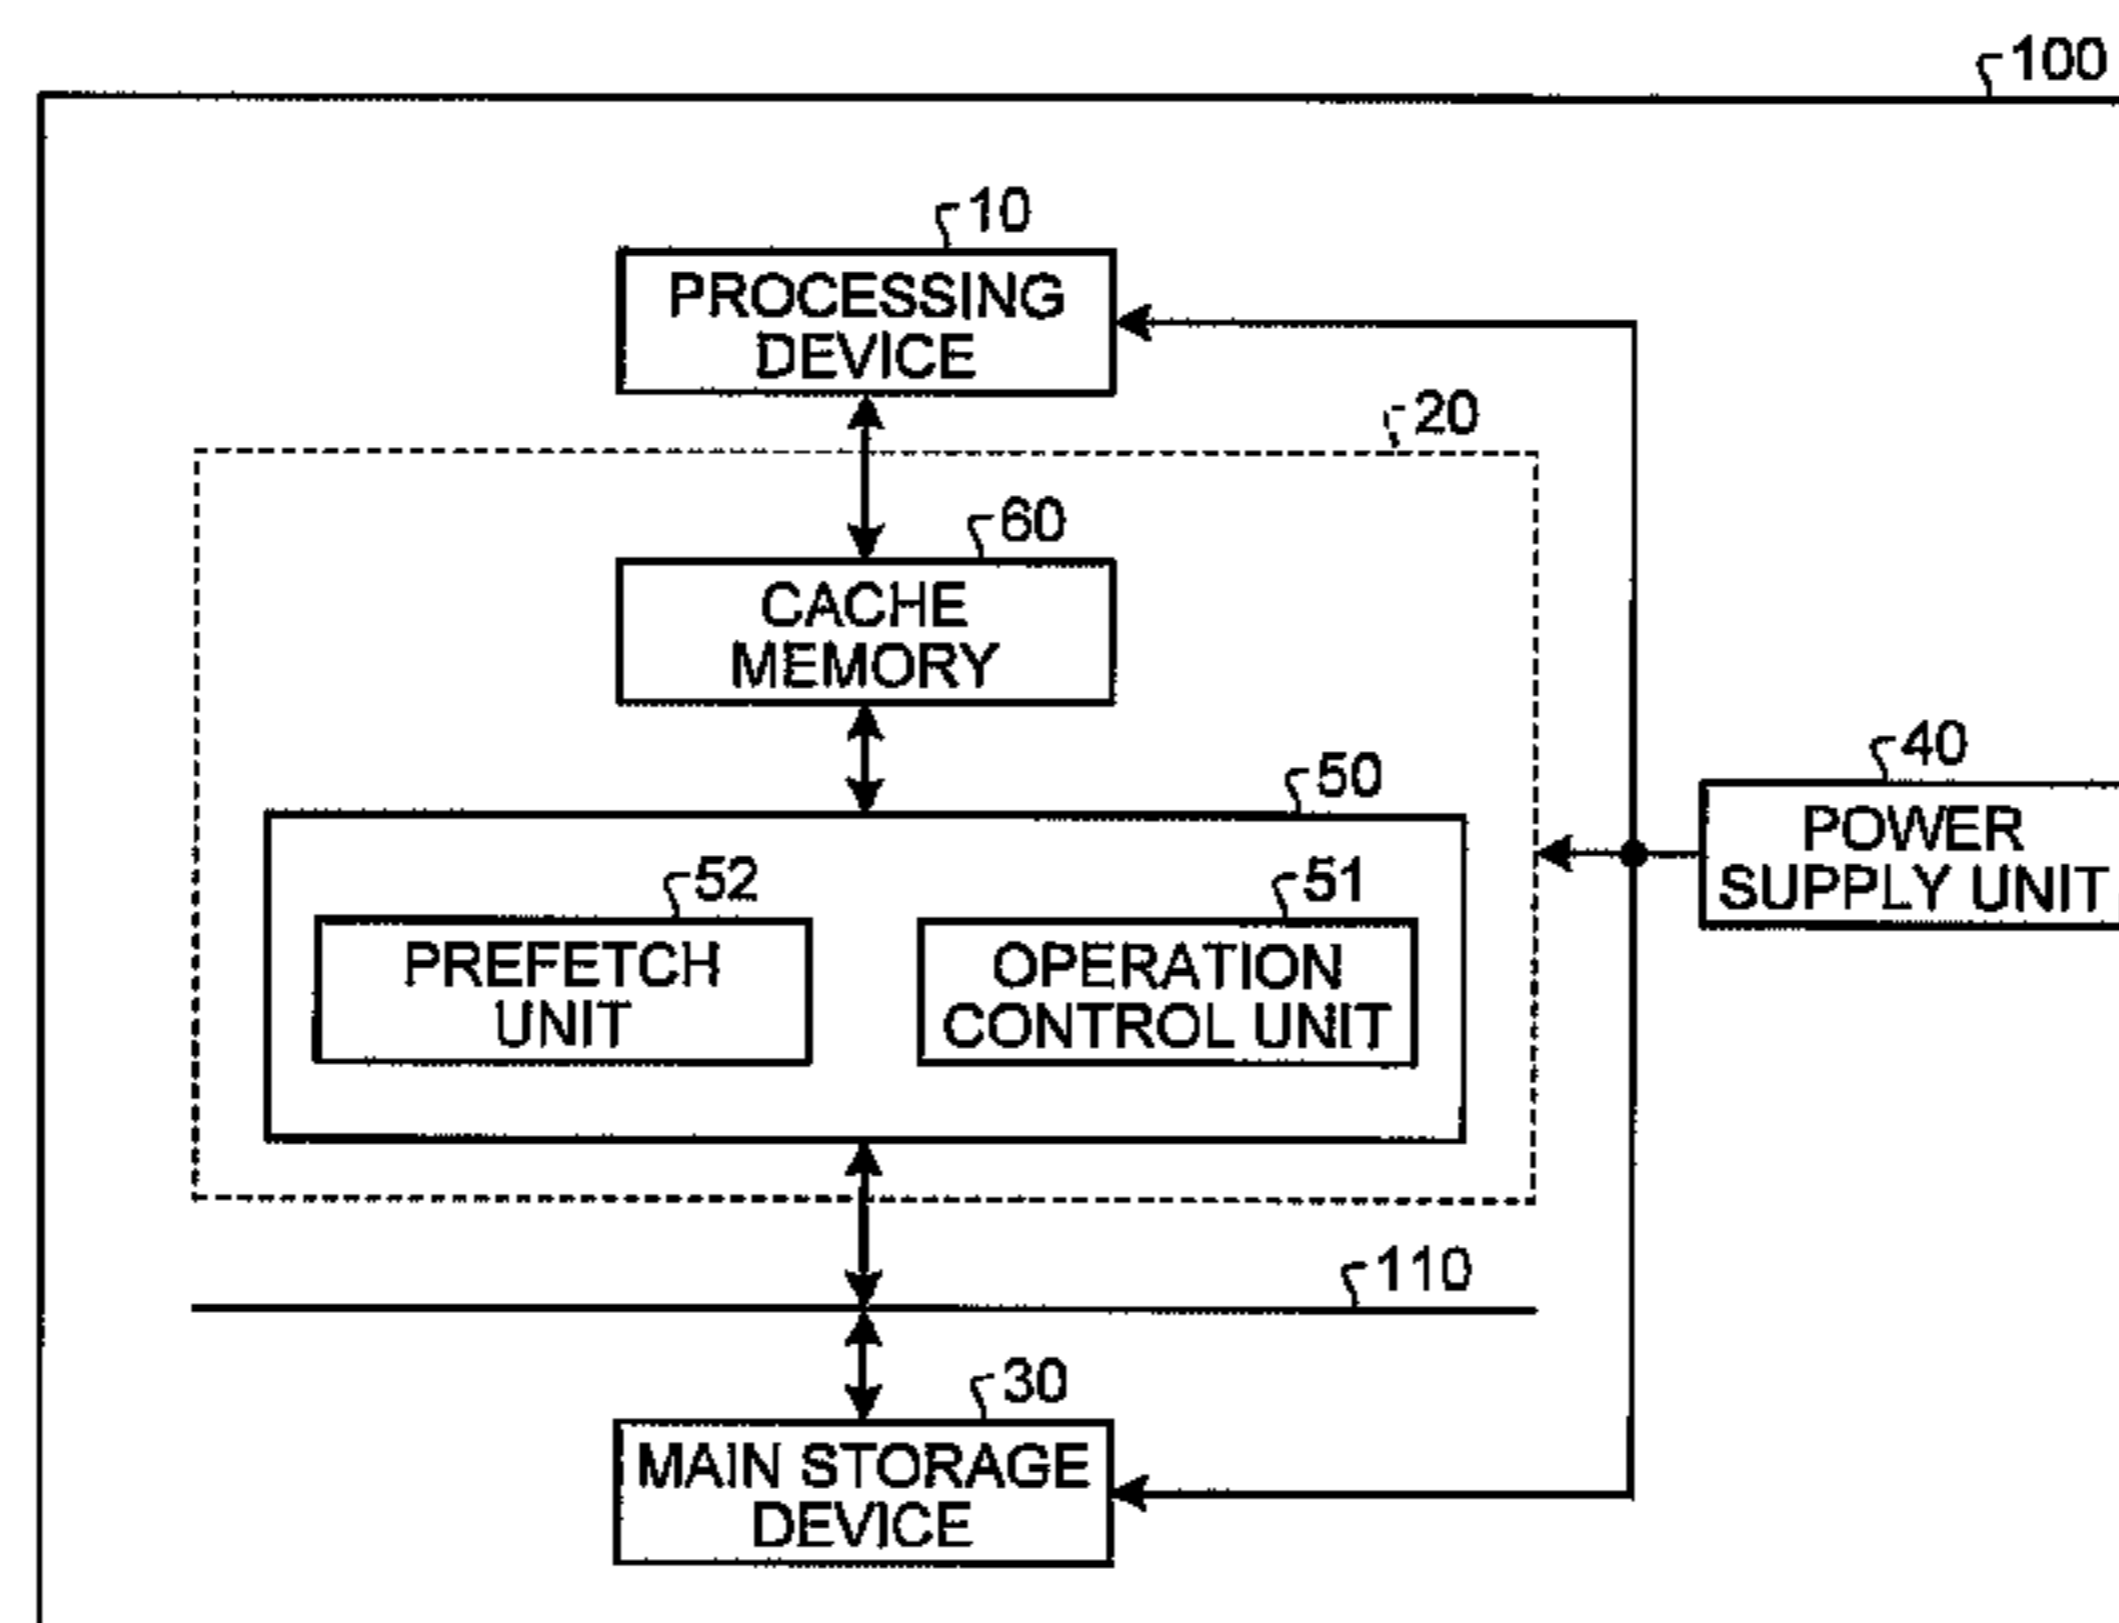 100
10
PROCESSING
DEVICE
20
60
CACHE
MEMORY
50
40
POWER
SUPPLY UNIT
52
51
PREFETCH
UNIT
OPERATION
CONTROL UNIT
110
30
MAIN STORAGE
DEVICE